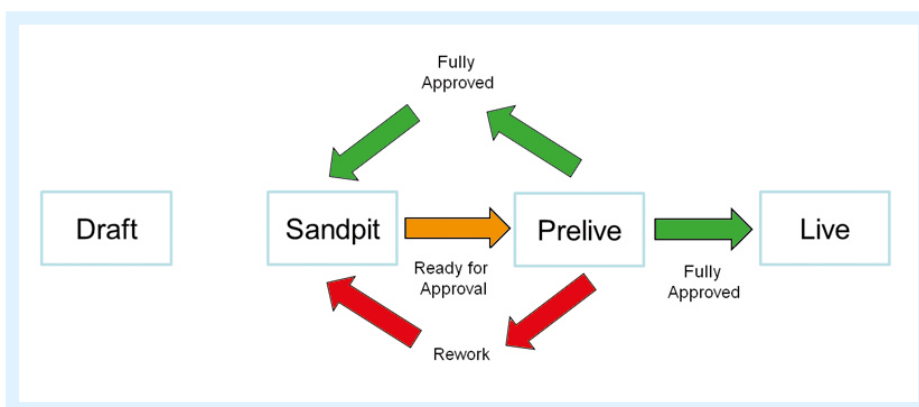 Fully
Approved
Draft
Sandpit
Prelive
Live
Ready for
Approval
Fully
Approved
Rework